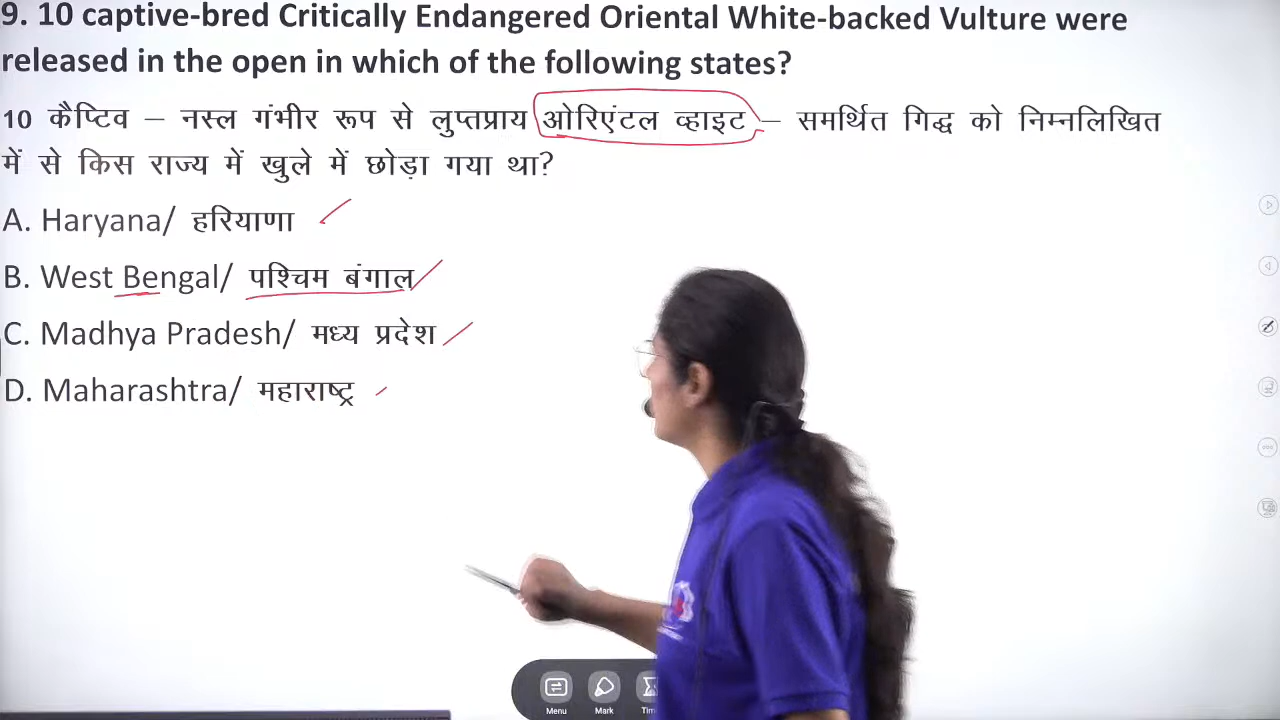 9. 10 captive-bred Critically Endangered Oriental White-backed Vulture were
released in the open in which of the following states?
10 कैप्टिव – नस्ल गंभीर रूप से लुप्तप्राय ओरिएंटल व्हाइट – समर्थित गिद्ध को निम्नलिखित
में से किस राज्य में खुले में छोड़ा गया था?
A. Haryana/ हरियाणा
B. West Bengal/ पश्चिम बंगाल
C. Madhya Pradesh/ मध्य प्रदेश
D. Maharashtra/ महाराष्ट्र
Menu Mark